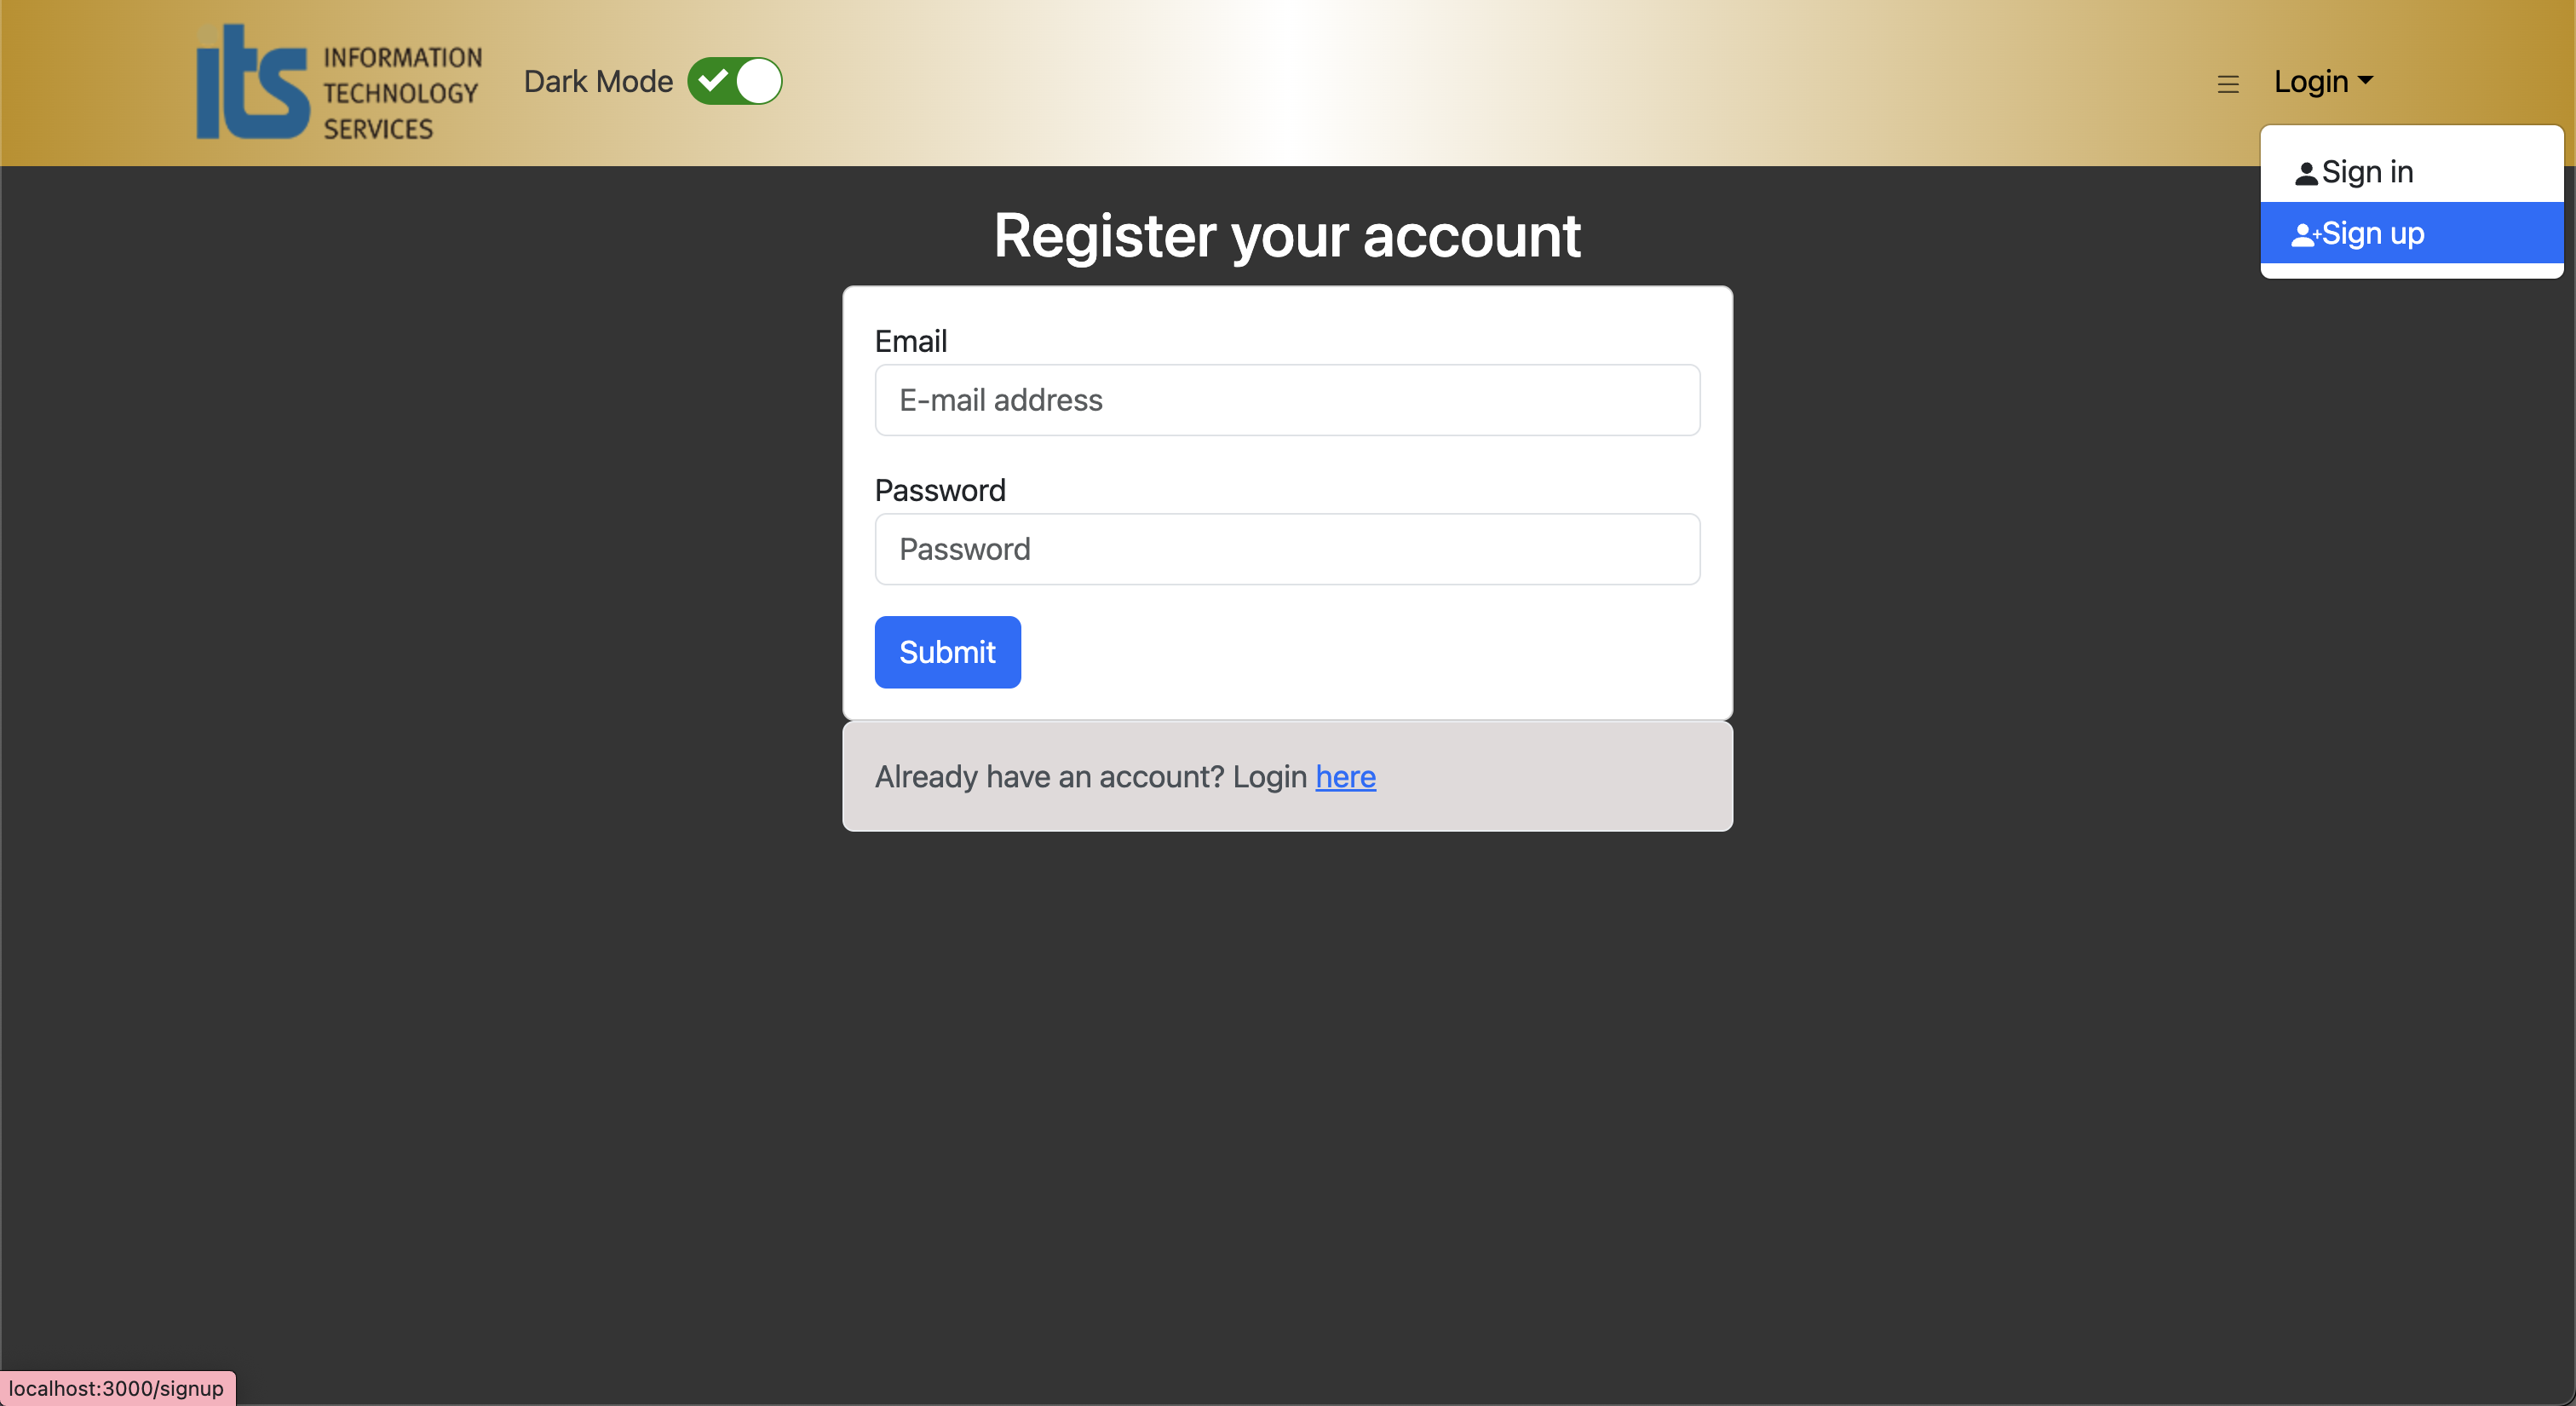 its INFORMATION
TECHNOLOGY
SERVICES
Dark Mode
Login
Sign in
Sign up
Register your account
Email
E-mail address
Password
Password
Submit
Already have an account? Login here
localhost:3000/signup